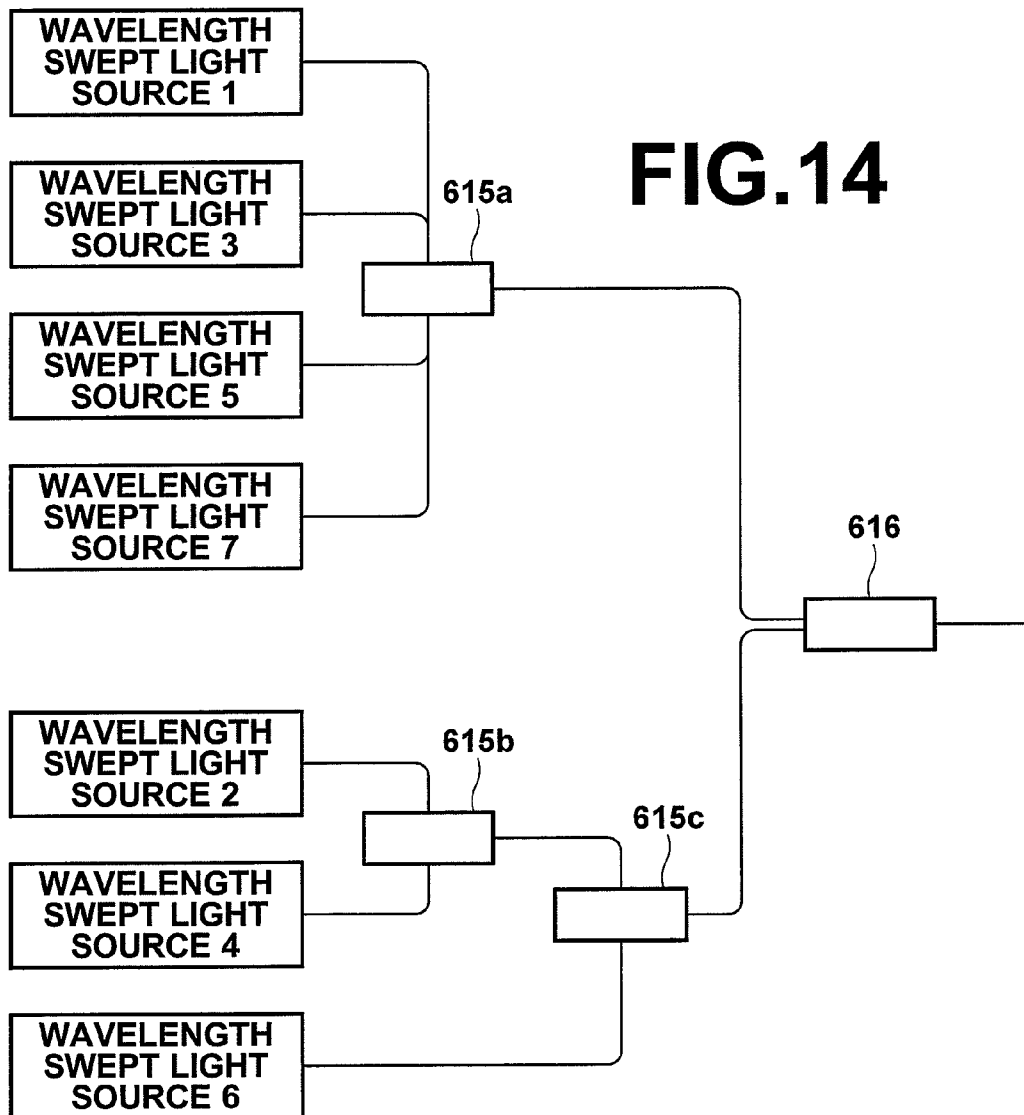 WAVELENGTH
SWEPT LIGHT
SOURCE 1
FIG.14
WAVELENGTH
SWEPT LIGHT
SOURCE 3
615a
WAVELENGTH
SWEPT LIGHT
SOURCE 5
WAVELENGTH
SWEPT LIGHT
SOURCE 7
616
WAVELENGTH
SWEPT LIGHT
SOURCE 2
615b
615c
WAVELENGTH
SWEPT LIGHT
SOURCE 4
WAVELENGTH
SWEPT LIGHT
SOURCE 6